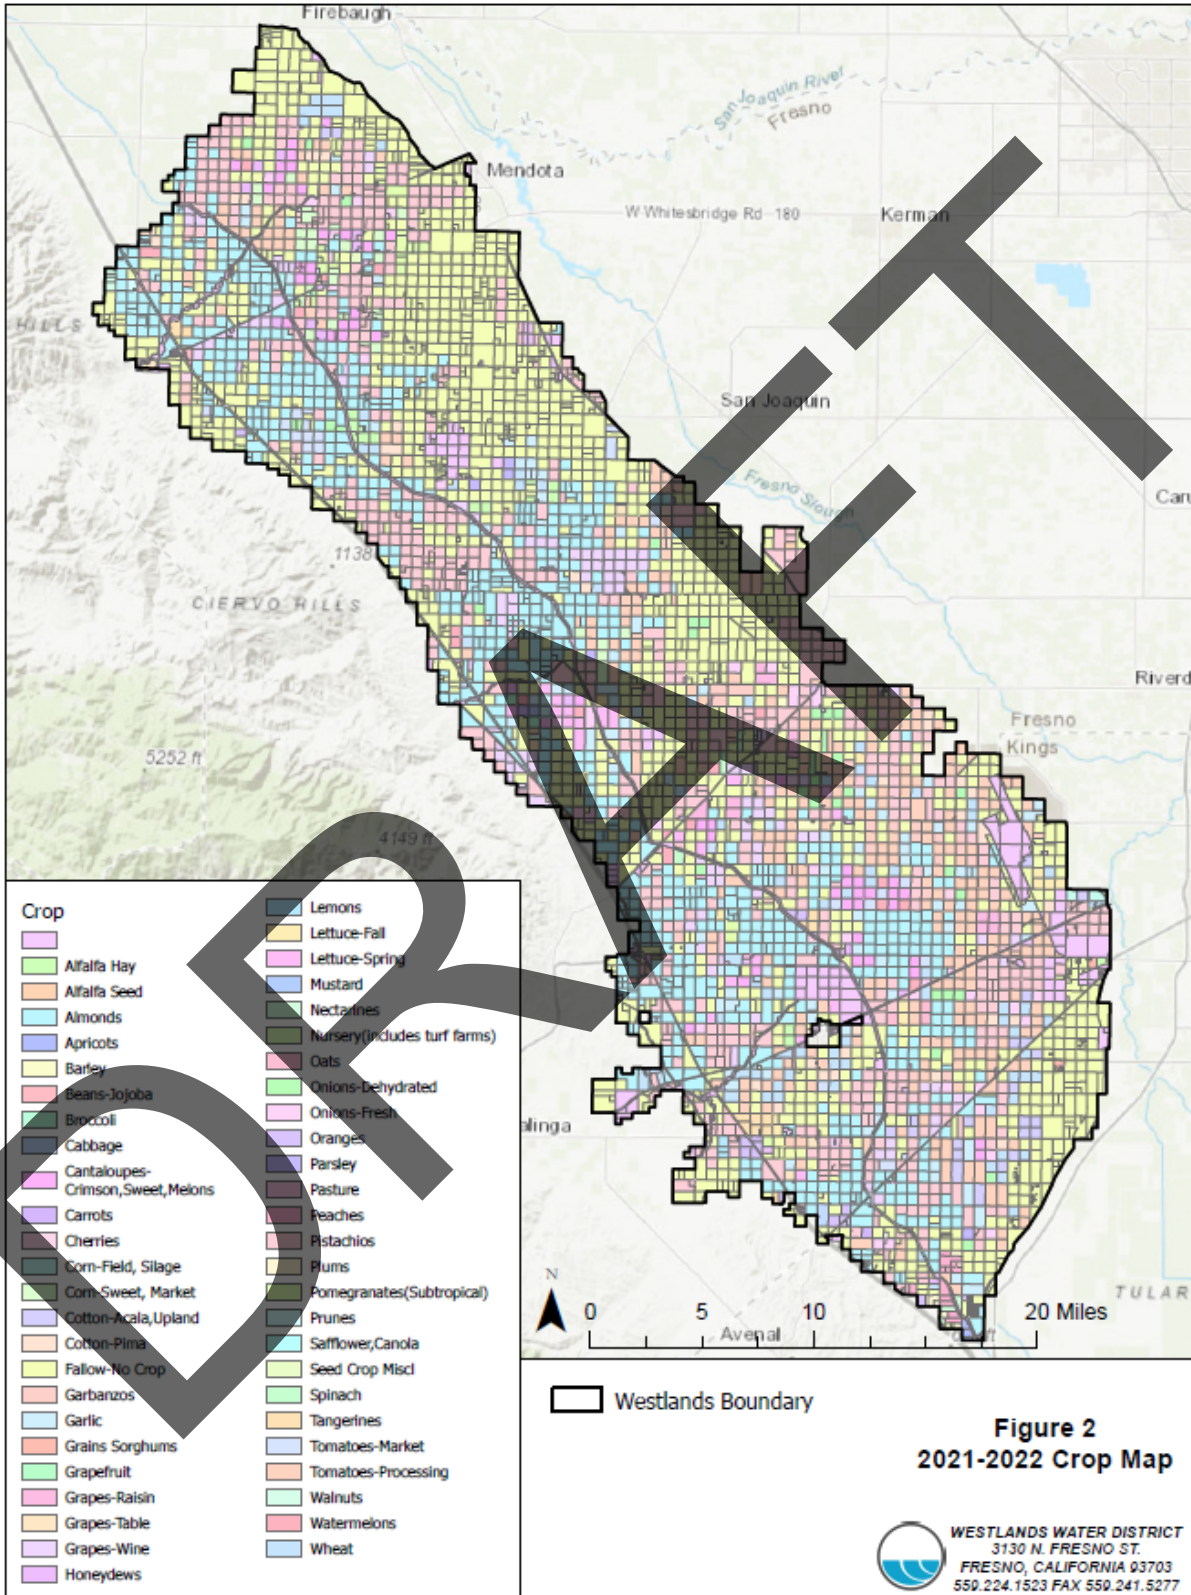 Firebaugh
San Joaquin River
Fresno
Mendota
W Whitesbridge Rd 180
Kerman
HILLS
San Joaquin
Fresno Slough
1138
CIERVO HILLS
Riverd
5252 ft
Fresno
Kings
4149 ft
alinga
TULAR
Avenal
DRAFT
Crop
Alfalfa Hay
Alfalfa Seed
Almonds
Apricots
Barley
Beans-Jojoba
Broccoli
Cabbage
Cantaloupes-
Crimson,Sweet,Melons
Carrots
Cherries
Corn-Field, Silage
Corn-Sweet, Market
Cotton-Acala,Upland
Cotton-Pima
Fallow-No Crop
Garbanzos
Garlic
Grains Sorghums
Grapefruit
Grapes-Raisin
Grapes-Table
Grapes-Wine
Honeydews
Lemons
Lettuce-Fall
Lettuce-Spring
Mustard
Nectarines
Nursery(includes turf farms)
Oats
Onions-Dehydrated
Onions-Fresh
Oranges
Parsley
Pasture
Peaches
Pistachios
Plums
Pomegranates(Subtropical)
Prunes
Safflower,Canola
Seed Crop Miscl
Spinach
Tangerines
Tomatoes-Market
Tomatoes-Processing
Walnuts
Watermelons
Wheat
N
0 5 10 20 Miles
Westlands Boundary
Figure 2
2021-2022 Crop Map
WESTLANDS WATER DISTRICT
3130 N. FRESNO ST.
FRESNO, CALIFORNIA 93703
559.224.1523 FAX 559.241.5277